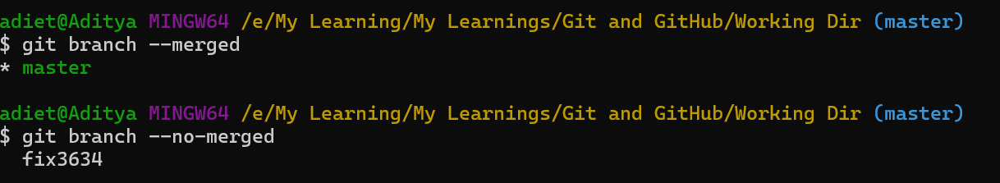 adiet@Aditya MINGW64 /e/My Learning/My Learnings/Git and GitHub/Working Dir (master)
$ git branch --merged
* master
adiet@Aditya MINGW64 /e/My Learning/My Learnings/Git and GitHub/Working Dir (master)
$ git branch --no-merged
  fix3634